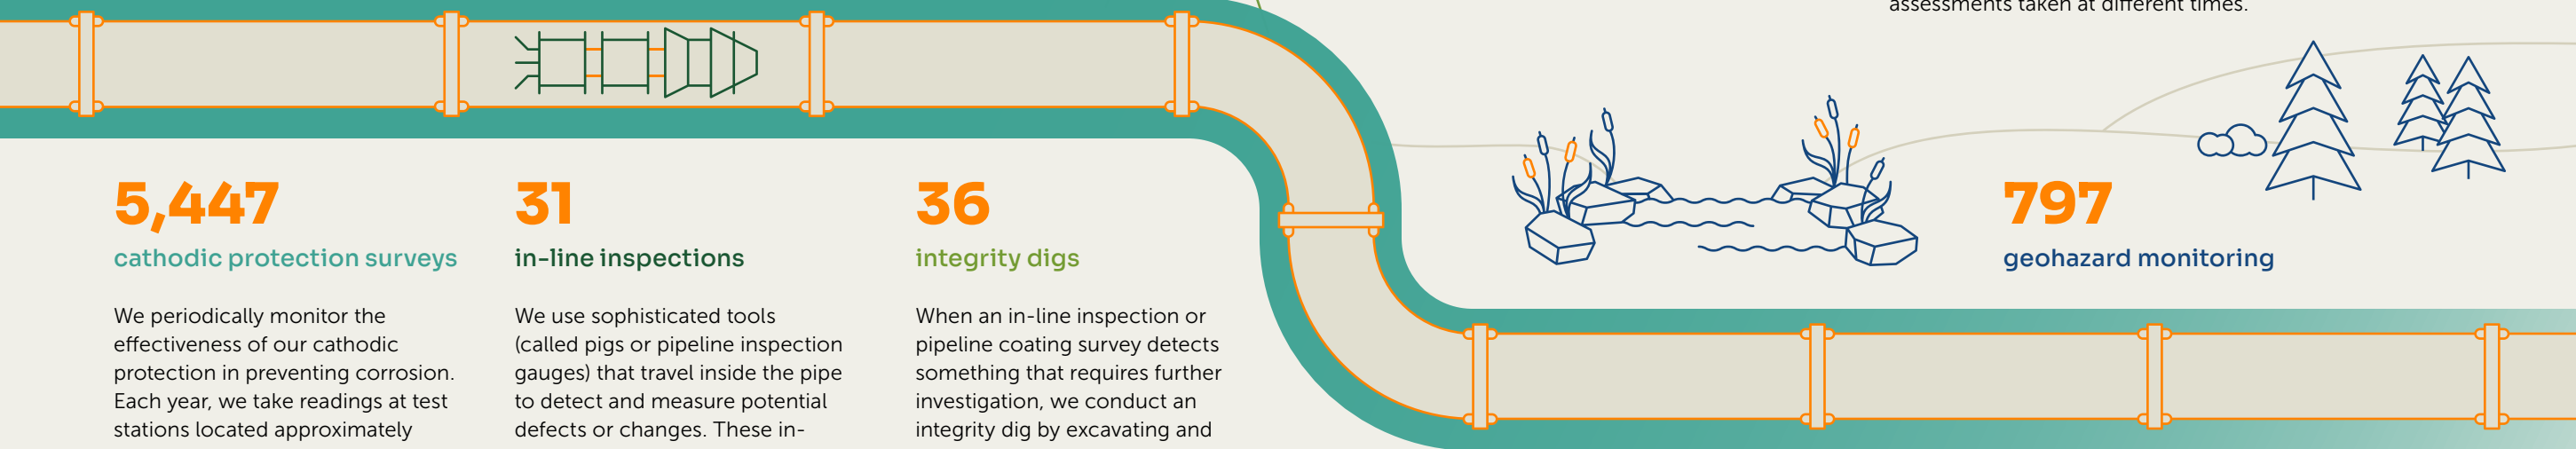 assessments taken at different times.
5,447
cathodic protection surveys
We periodically monitor the
effectiveness of our cathodic
protection in preventing corrosion.
Each year, we take readings at test
stations located approximately
31
in-line inspections
We use sophisticated tools
(called pigs or pipeline inspection
gauges) that travel inside the pipe
to detect and measure potential
defects or changes. These in-
36
integrity digs
When an in-line inspection or
pipeline coating survey detects
something that requires further
investigation, we conduct an
integrity dig by excavating and
797
geohazard monitoring